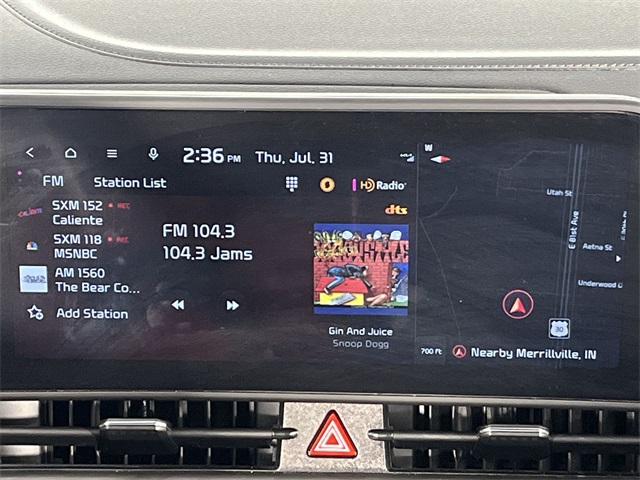 2:36 PM Thu, Jul, 31
W
FM Station List
HD Radio
SXM 152 REC
Caliente
SXM 118 REC
MSNBC
AM 1560
The Bear Co...
Add Station
FM 104.3
104.3 Jams
dts
Gin And Juice
Snoop Dogg
Utah St
E 81st Ave
Aetna St
Underwood
30
700 ft
Nearby Merrillville, IN